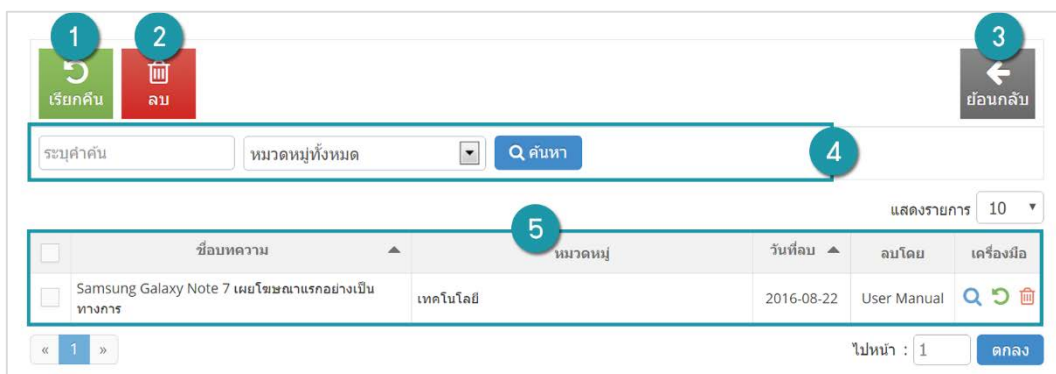 1
2
3
เรียกคืน
ลบ
ย้อนกลับ
ระบุคำค้น
หมวดหมู่ทั้งหมด
ค้นหา
4
แสดงรายการ 10
5
ชื่อบทความ
หมวดหมู่
วันที่ลบ
ลบโดย
เครื่องมือ
Samsung Galaxy Note 7 เผยโฆษณาแรกอย่างเป็น
ทางการ
เทคโนโลยี
2016-08-22
User Manual
« 1 »
ไปหน้า : 1
ตกลง